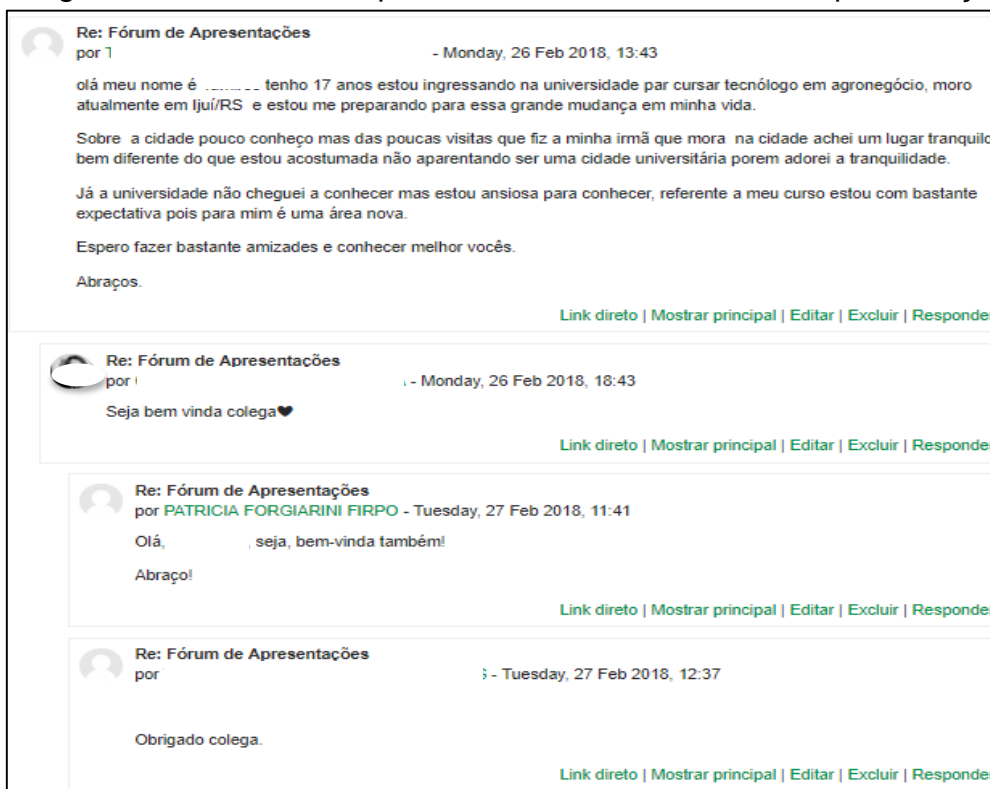 Re: Fórum de Apresentações
por T - Monday, 26 Feb 2018, 13:43
olá meu nome é tenho 17 anos estou ingressando na universidade par cursar tecnólogo em agronegócio, moro
atualmente em Ijuí/RS e estou me preparando para essa grande mudança em minha vida.
Sobre a cidade pouco conheço mas das poucas visitas que fiz a minha irmã que mora na cidade achei um lugar tranquilo
bem diferente do que estou acostumada não aparentando ser uma cidade universitária porem adorei a tranquilidade.
Já a universidade não cheguei a conhecer mas estou ansiosa para conhecer, referente a meu curso estou com bastante
expectativa pois para mim é uma área nova.
Espero fazer bastante amizades e conhecer melhor vocês.
Abraços.
Link direto | Mostrar principal | Editar | Excluir | Responder
Re: Fórum de Apresentações
por - Monday, 26 Feb 2018, 18:43
Seja bem vinda colega❤
Link direto | Mostrar principal | Editar | Excluir | Responder
Re: Fórum de Apresentações
por PATRICIA FORGIARINI FIRPO - Tuesday, 27 Feb 2018, 11:41
Olá, , seja, bem-vinda também!
Abraço!
Link direto | Mostrar principal | Editar | Excluir | Responder
Re: Fórum de Apresentações
por S - Tuesday, 27 Feb 2018, 12:37
Obrigado colega.
Link direto | Mostrar principal | Editar | Excluir | Responder